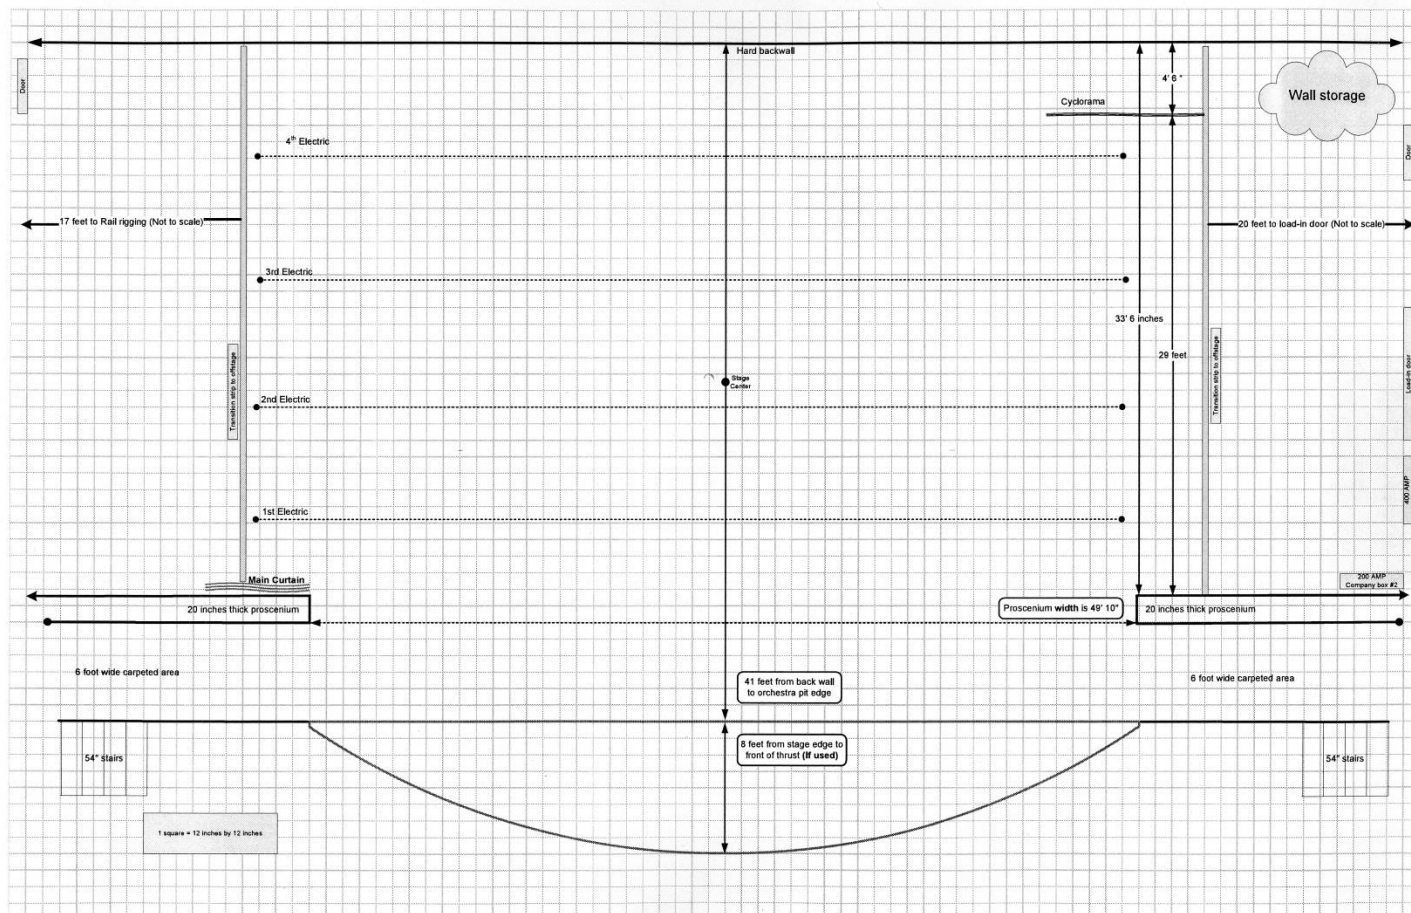 Hard backwall
Door
4' 6 "
Wall storage
Cyclorama
4th Electric
Door
17 feet to Rail rigging (Not to scale)
20 feet to load-in door (Not to scale)
3rd Electric
33' 6 inches
29 feet
Transition strip to offstage
Transition strip to offstage
Load-in door
Stage
Center
2nd Electric
400 AMP
1st Electric
Main Curtain
200 AMP
Company box #2
20 inches thick proscenium
Proscenium width is 49' 10"
20 inches thick proscenium
6 foot wide carpeted area
41 feet from back wall
to orchestra pit edge
6 foot wide carpeted area
8 feet from stage edge to
front of thrust (If used)
54" stairs
54" stairs
1 square = 12 inches by 12 inches